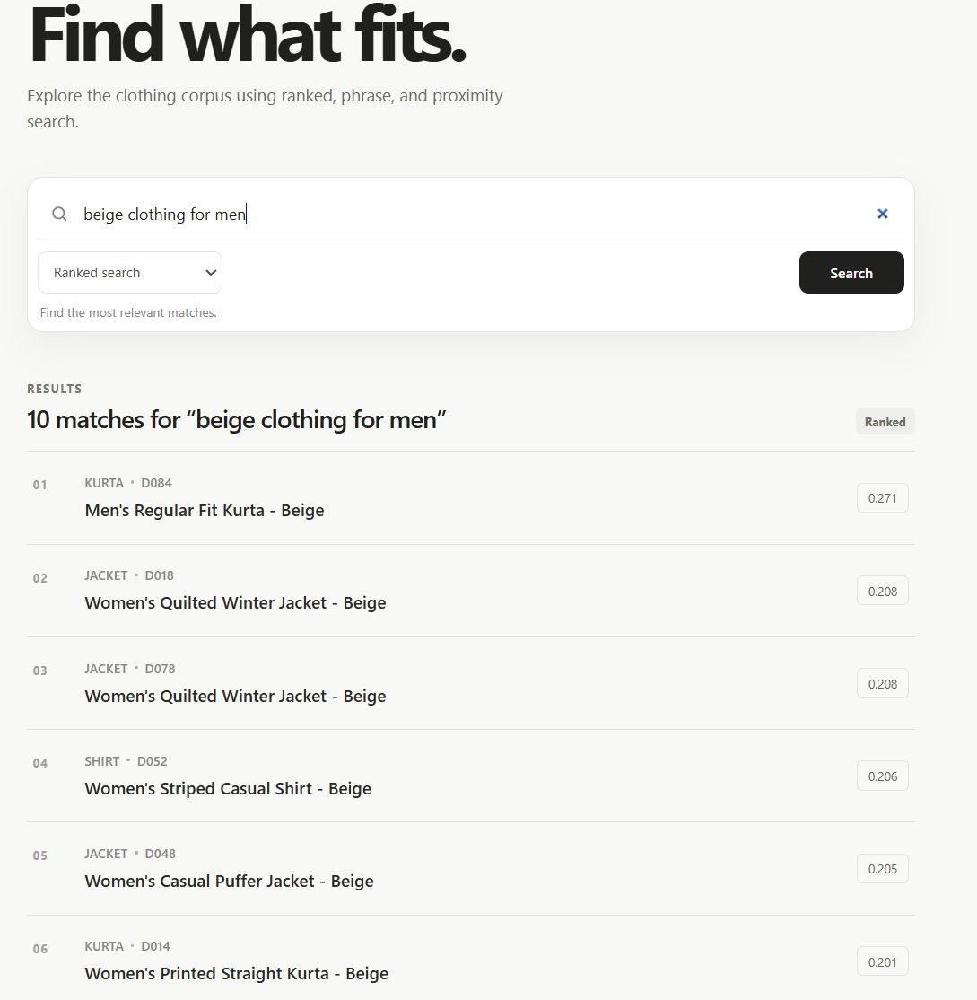 Find what fits.
Explore the clothing corpus using ranked, phrase, and proximity
search.
beige clothing for men
Ranked search
Search
Find the most relevant matches.
RESULTS
10 matches for “beige clothing for men”
Ranked
01
KURTA • D084
Men's Regular Fit Kurta - Beige
0.271
02
JACKET • D018
Women's Quilted Winter Jacket - Beige
0.208
03
JACKET • D078
Women's Quilted Winter Jacket - Beige
0.208
04
SHIRT • D052
Women's Striped Casual Shirt - Beige
0.206
05
JACKET • D048
Women's Casual Puffer Jacket - Beige
0.205
06
KURTA • D014
Women's Printed Straight Kurta - Beige
0.201